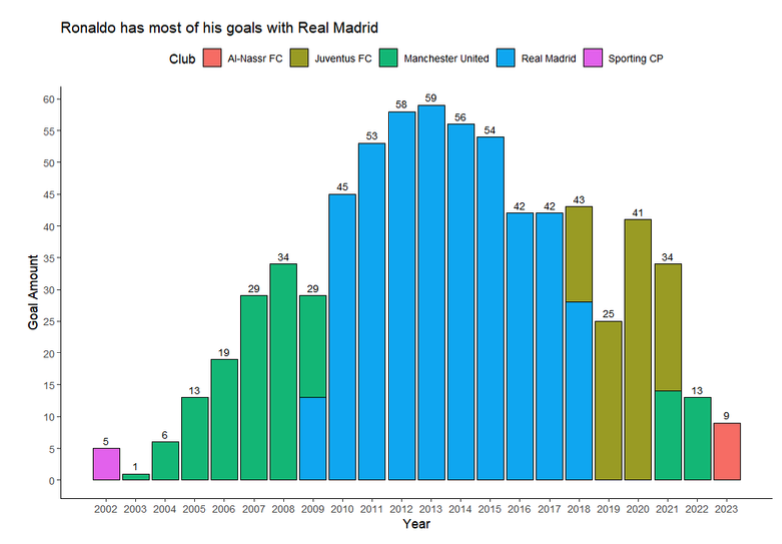 Ronaldo has most of his goals with Real Madrid
Club Al-Nassr FC Juventus FC Manchester United Real Madrid Sporting CP
Goal Amount
60
55
50
45
40
35
30
25
20
15
10
5
0
5 1 6 13 19 29 34 29 45 53 58 59 56 54 42 42 43 25 41 34 13 9
2002 2003 2004 2005 2006 2007 2008 2009 2010 2011 2012 2013 2014 2015 2016 2017 2018 2019 2020 2021 2022 2023
Year